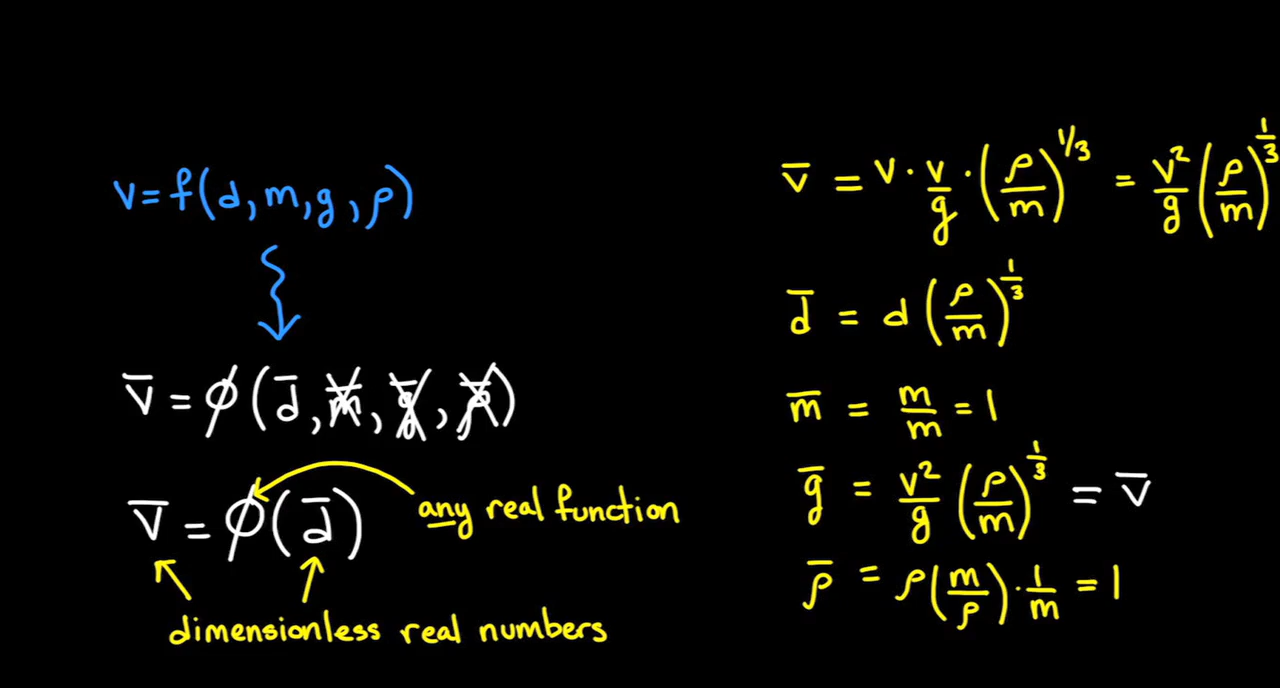 v = f(d, m, g, ρ)
v̄ = φ(d̄, m̄, ḡ, ρ̄)
v̄ = φ(d̄)
any real function
dimensionless real numbers
v̄ = v · v/g · (ρ/m)^1/3 = v²/g (ρ/m)^1/3
d̄ = d (ρ/m)^1/3
m̄ = m/m = 1
ḡ = v²/g (ρ/m)^1/3 = v̄
ρ̄ = ρ(m/ρ) · 1/m = 1